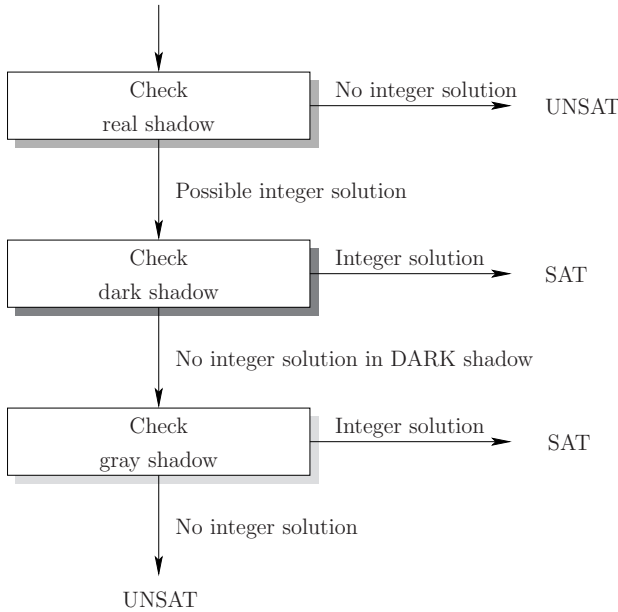 Check
real shadow
No integer solution
UNSAT
Possible integer solution
Check
dark shadow
Integer solution
SAT
No integer solution in DARK shadow
Check
gray shadow
Integer solution
SAT
No integer solution
UNSAT